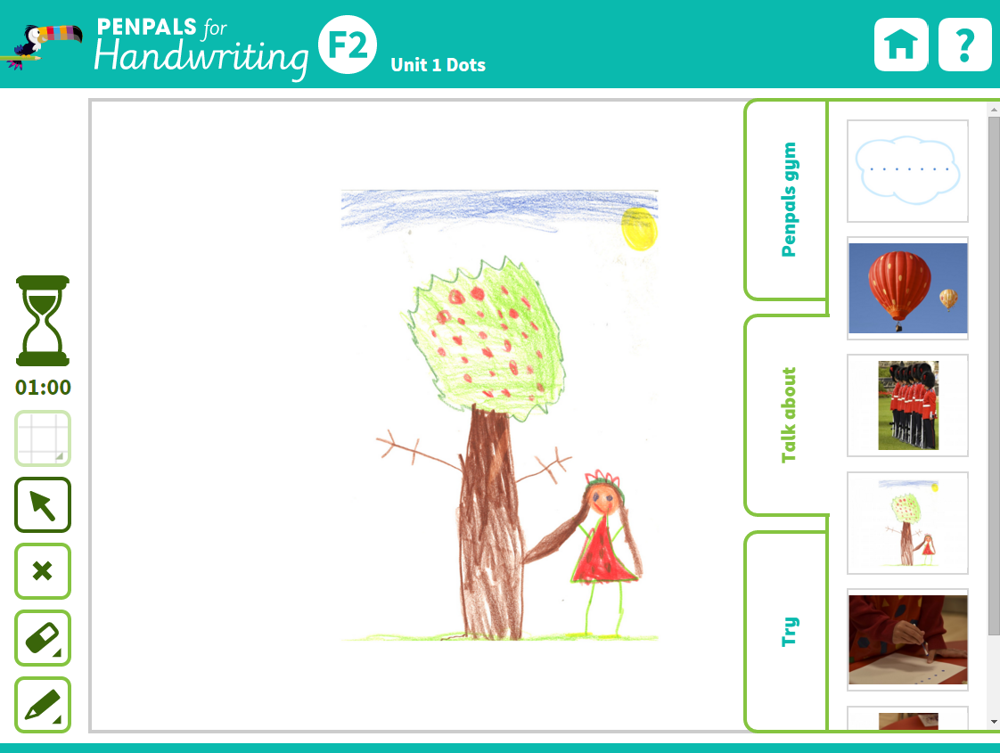 PENPALS for
Handwriting
F2
Unit 1 Dots
?
Penpals gym
Talk about
Try
01:00